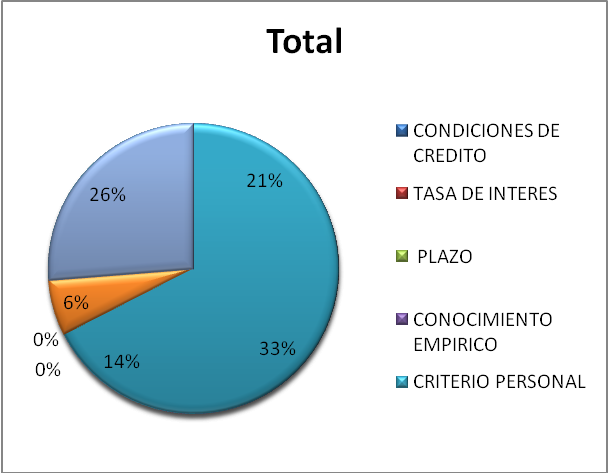 Total
21%
26%
6%
0%
0%
14%
33%
CONDICIONES DE
CREDITO
TASA DE INTERES
PLAZO
CONOCIMIENTO
EMPIRICO
CRITERIO PERSONAL